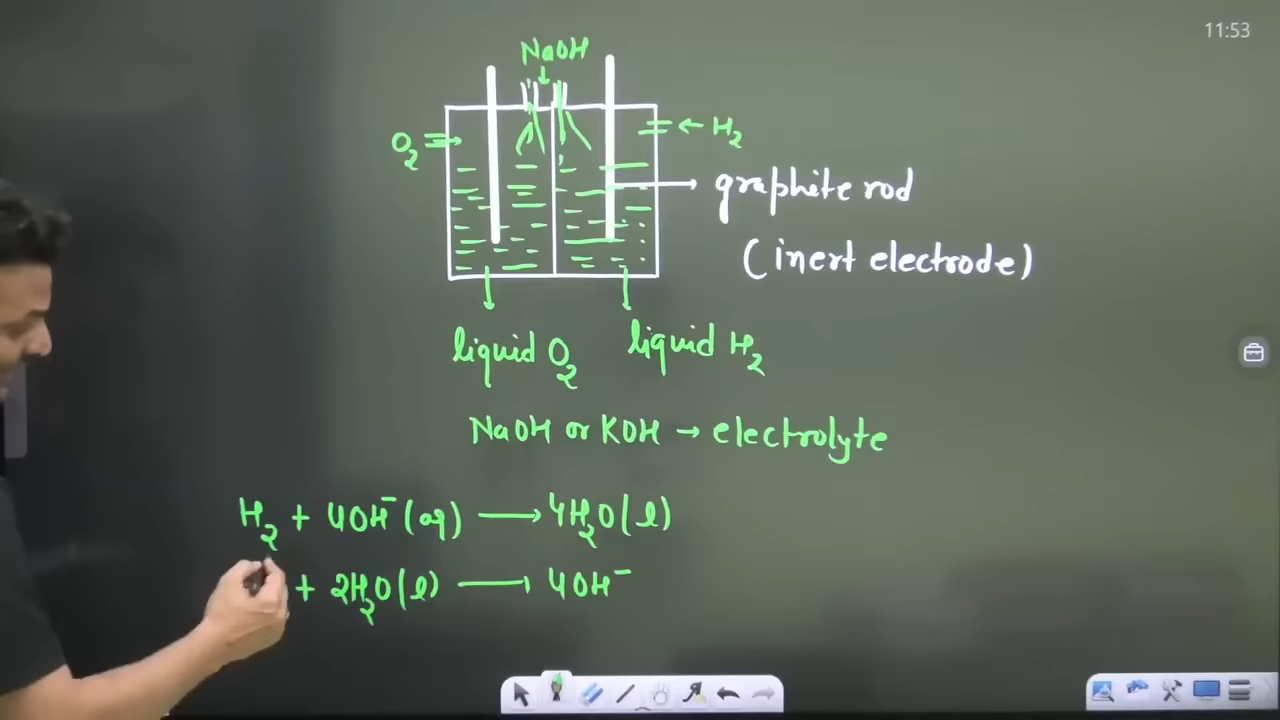 11:53
NaOH
O₂
← H₂
graphite rod
(inert electrode)
liquid O₂
liquid H₂
NaOH or KOH → electrolyte
H₂ + 4OH⁻(aq) ⟶ 4H₂O(l)
+ 2H₂O(l) ⟶ 4OH⁻